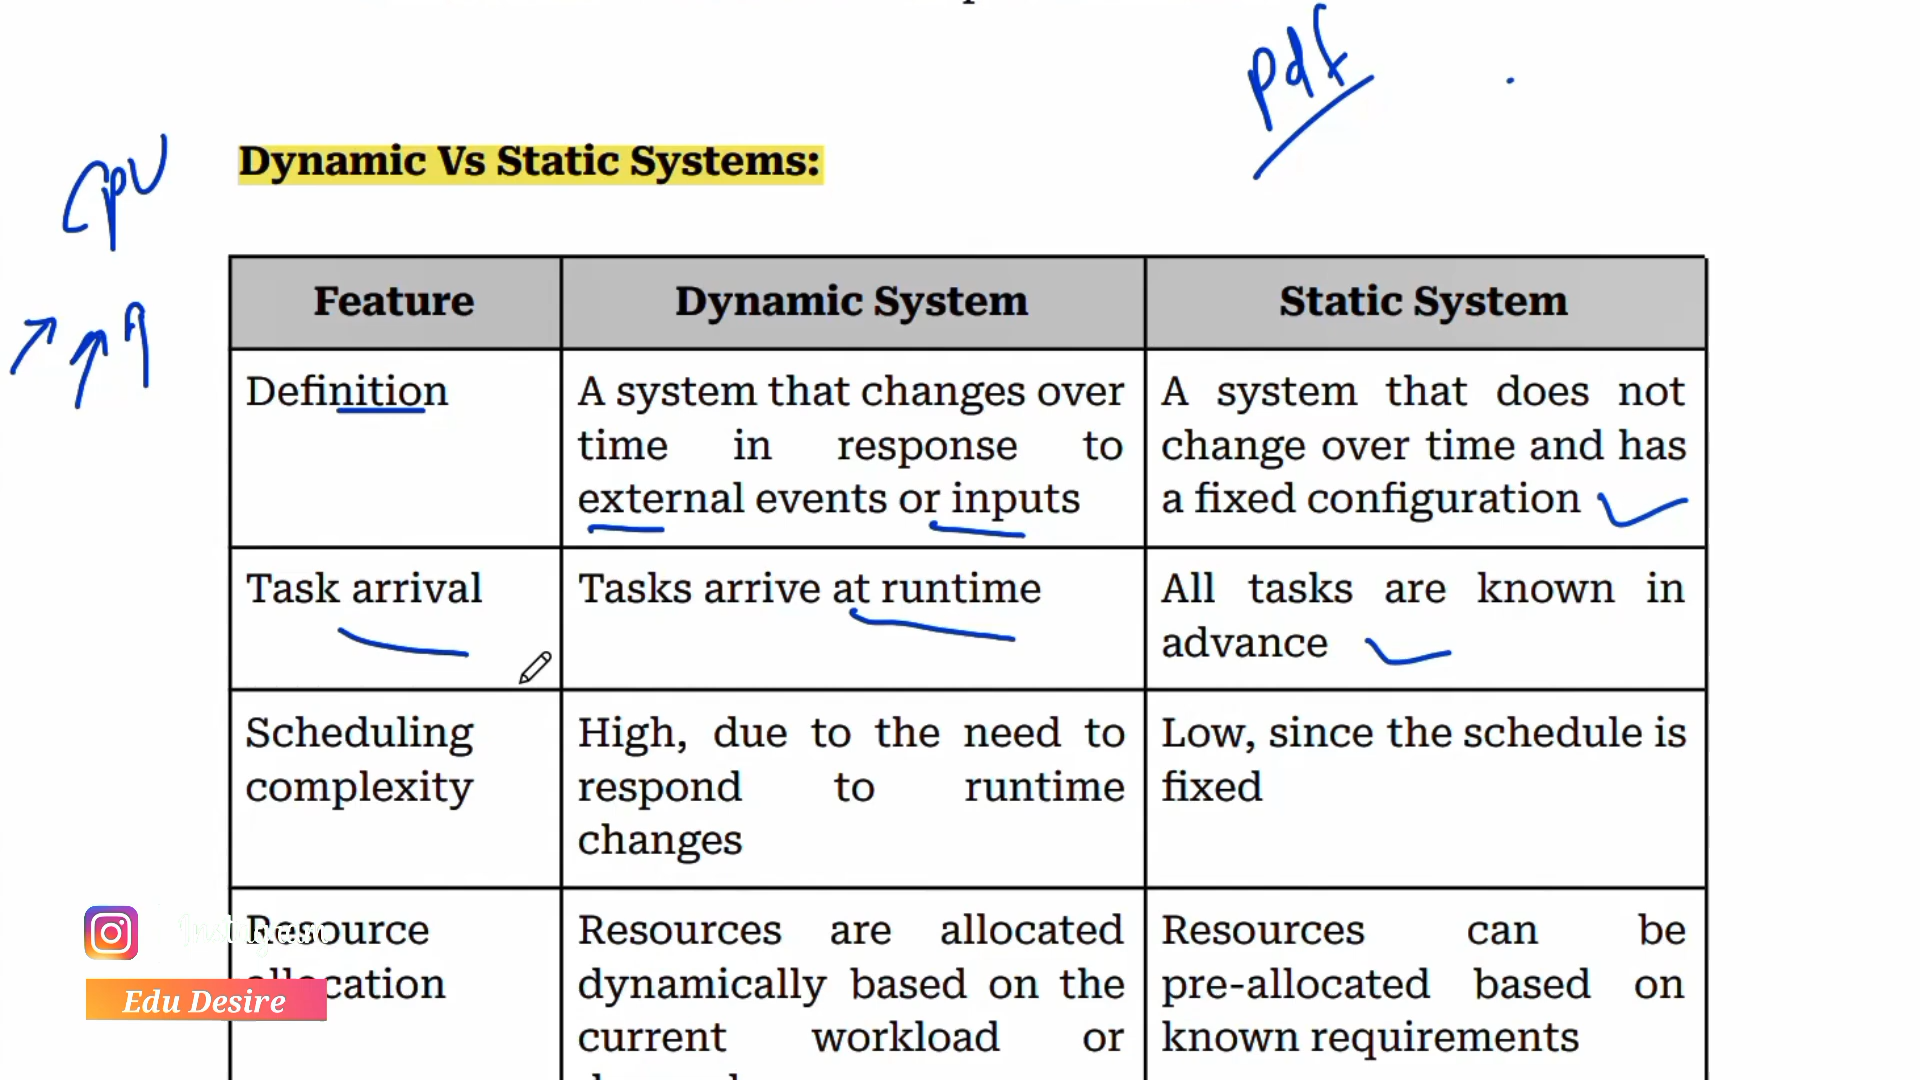 pdf
CPU
Dynamic Vs Static Systems:
Feature
Dynamic System
Static System
Definition
A system that changes over
time in response to
external events or inputs
A system that does not
change over time and has
a fixed configuration
Task arrival
Tasks arrive at runtime
All tasks are known in
advance
Scheduling
complexity
High, due to the need to
respond to runtime
changes
Low, since the schedule is
fixed
Resource
allocation
Resources are allocated
dynamically based on the
current workload or
Resources can be
pre-allocated based on
known requirements
Instagram
Edu Desire